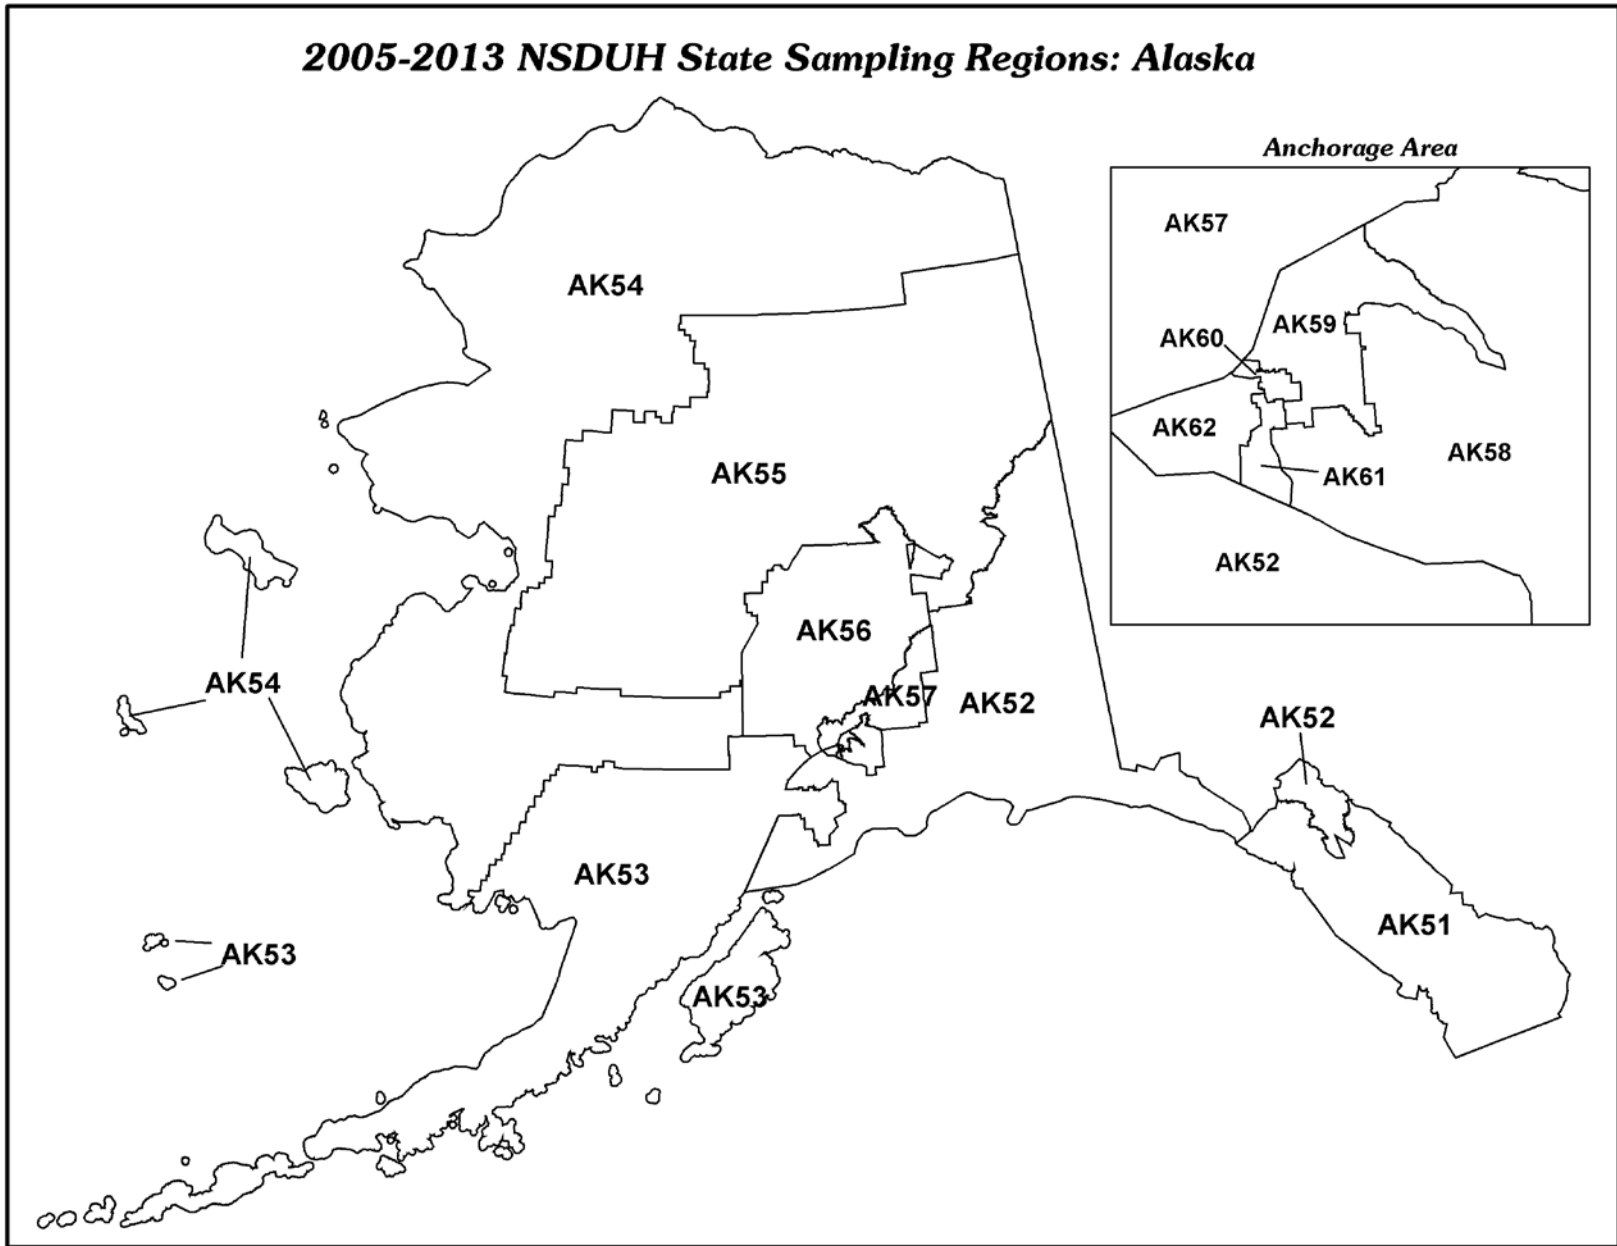 2005-2013 NSDUH State Sampling Regions: Alaska
Anchorage Area
AK57
AK54
AK59
AK60
AK62
AK58
AK55
AK61
AK52
AK56
AK54
AK57
AK52
AK52
AK53
AK51
AK53
AK53